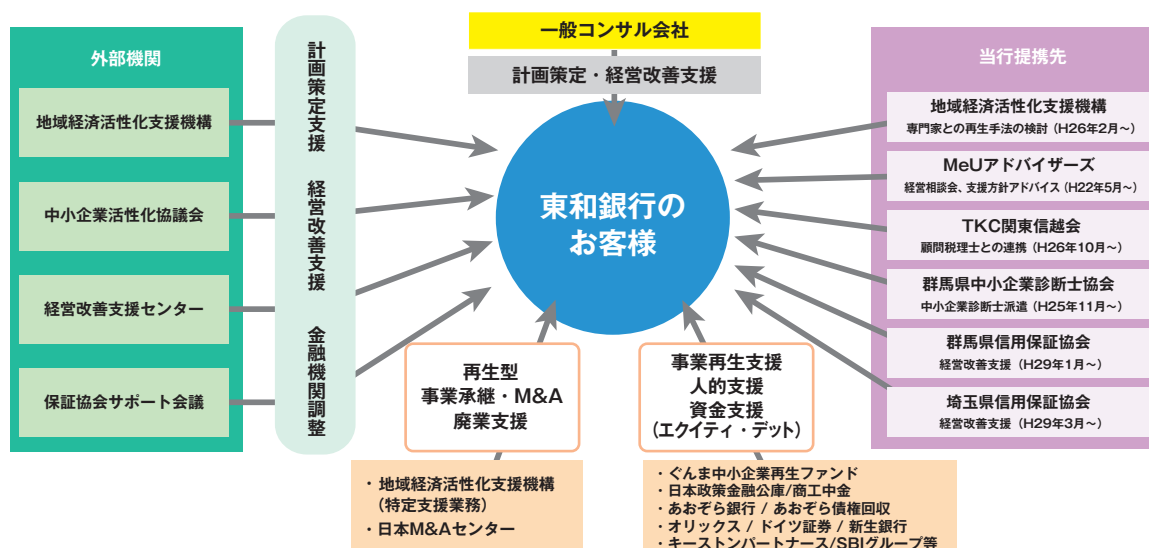 一般コンサル会社
計画策定・経営改善支援
外部機関
地域経済活性化支援機構
中小企業活性化協議会
経営改善支援センター
保証協会サポート会議
計画策定支援
経営改善支援
金融機関調整
東和銀行の
お客様
当行提携先
地域経済活性化支援機構
専門家との再生手法の検討（H26年2月〜）
MeUアドバイザーズ
経営相談会、支援方針アドバイス（H22年5月〜）
TKC関東信越会
顧問税理士との連携（H26年10月〜）
群馬県中小企業診断士協会
中小企業診断士派遣（H25年11月〜）
群馬県信用保証協会
経営改善支援（H29年1月〜）
埼玉県信用保証協会
経営改善支援（H29年3月〜）
再生型
事業承継・M&A
廃業支援
・地域経済活性化支援機構
（特定支援業務）
・日本M&Aセンター
事業再生支援
人的支援
資金支援
（エクイティ・デット）
・ぐんま中小企業再生ファンド
・日本政策金融公庫/商工中金
・あおぞら銀行 / あおぞら債権回収
・オリックス / ドイツ証券 / 新生銀行
・キーストンパートナース/SBIグループ等